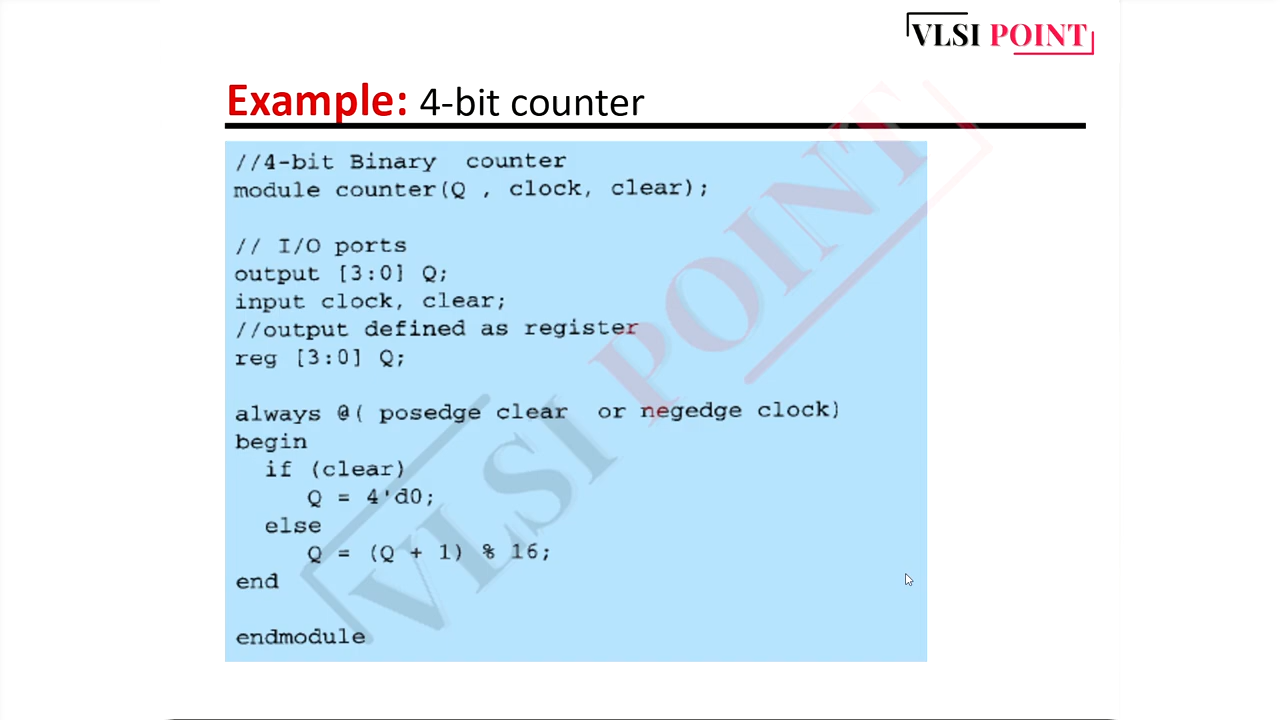 VLSI POINT
Example: 4-bit counter
//4-bit Binary  counter
module counter(Q , clock, clear);
// I/O ports
output [3:0] Q;
input clock, clear;
//output defined as register
reg [3:0] Q;
always @( posedge clear  or negedge clock)
begin
  if (clear)
     Q = 4'd0;
  else
     Q = (Q + 1) % 16;
end
endmodule
VLSI POINT